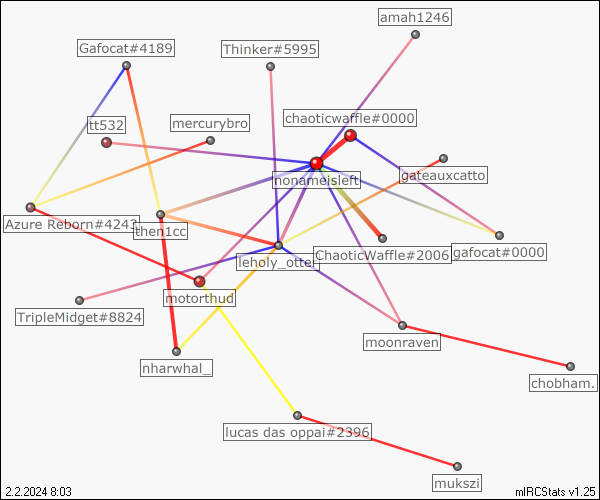 amah1246
Gafocat#4189
Thinker#5995
chaoticwaffle#0000
tt532
mercurybro
gateauxcatto
nonameisleft
Azure Reborn#4243
then1cc
leholy_otter
ChaoticWaffle#2006
gafocat#0000
motorthud
TripleMidget#8824
moonraven
nharwhal_
chobham.
lucas das oppai#2396
mukszi
2.2.2024 8:03
mIRCStats v1.25